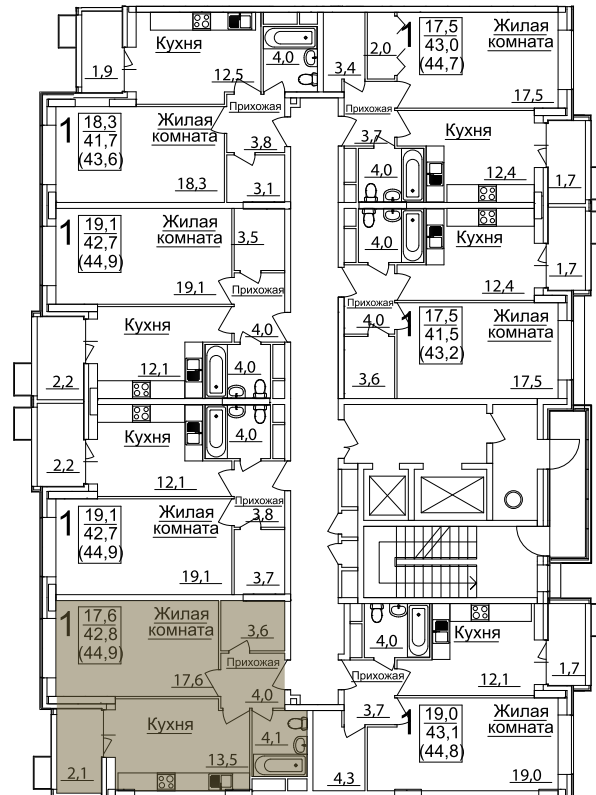 Кухня
1,9
12,5
4,0
3,4
2,0
1
17,5
43,0
(44,7)
Жилая
комната
17,5
1
18,3
41,7
(43,6)
Жилая
комната
18,3
Прихожая
3,8
3,1
Прихожая
3,7
Кухня
4,0
12,4
1,7
1
19,1
42,7
(44,9)
Жилая
комната
19,1
3,5
Прихожая
4,0
4,0
Кухня
12,4
1,7
Кухня
12,1
4,0
2,2
Прихожая
4,0
3,6
1
17,5
41,5
(43,2)
Жилая
комната
17,5
Кухня
12,1
4,0
2,2
Прихожая
3,8
1
19,1
42,7
(44,9)
Жилая
комната
19,1
3,7
1
17,6
42,8
(44,9)
Жилая
комната
17,6
3,6
Прихожая
4,0
4,0
Кухня
12,1
1,7
Прихожая
3,7
Кухня
13,5
2,1
4,1
4,3
1
19,0
43,1
(44,8)
Жилая
комната
19,0